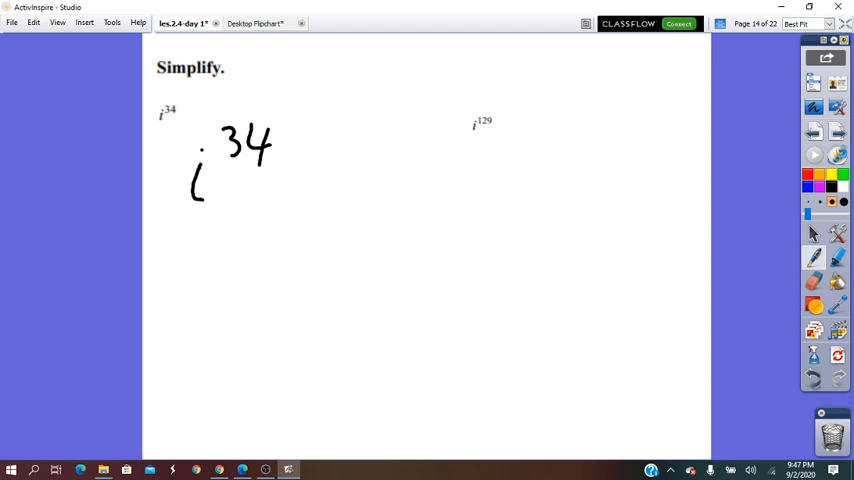 ActivInspire - Studio
File Edit View Insert Tools Help
les.2.4-day 1*
Desktop Flipchart*
CLASSFLOW Connect
Page 14 of 22
Best Fit
Simplify.
i³⁴
i³⁴
i¹²⁹
9:47 PM
9/2/2020